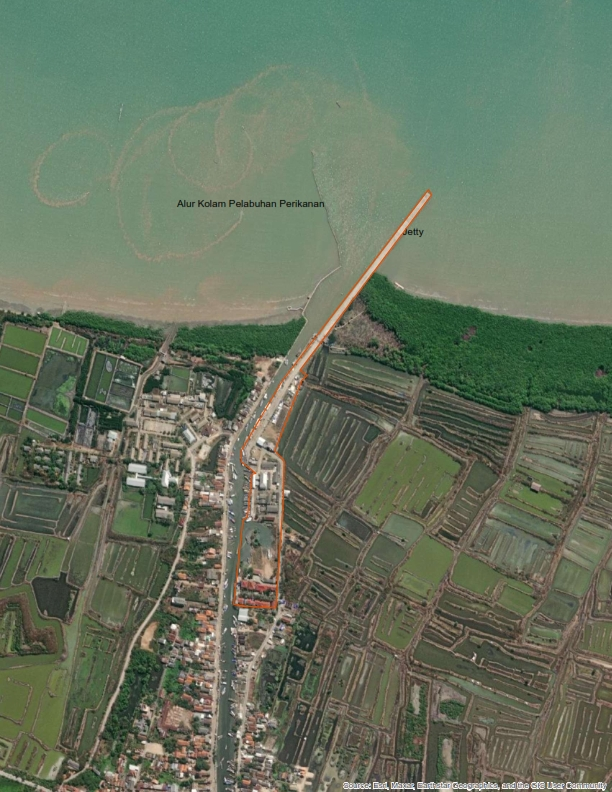 Alur Kolam Pelabuhan Perikanan
Jetty
Source: Esri, Maxar, Earthstar Geographics, and the GIS User Community